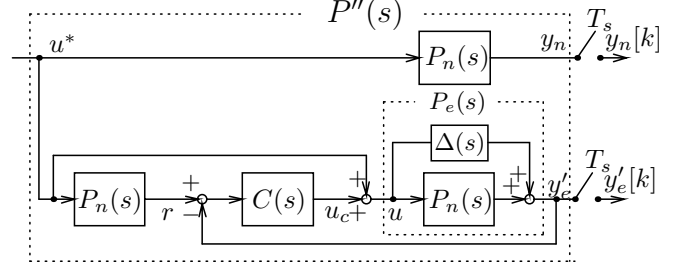 P''(s)
u* P_n(s) y_n T_s y_n[k]
P_e(s)
Δ(s)
P_n(s) r + − C(s) u_c + + u P_n(s) + + y'_e T_s y'_e[k]